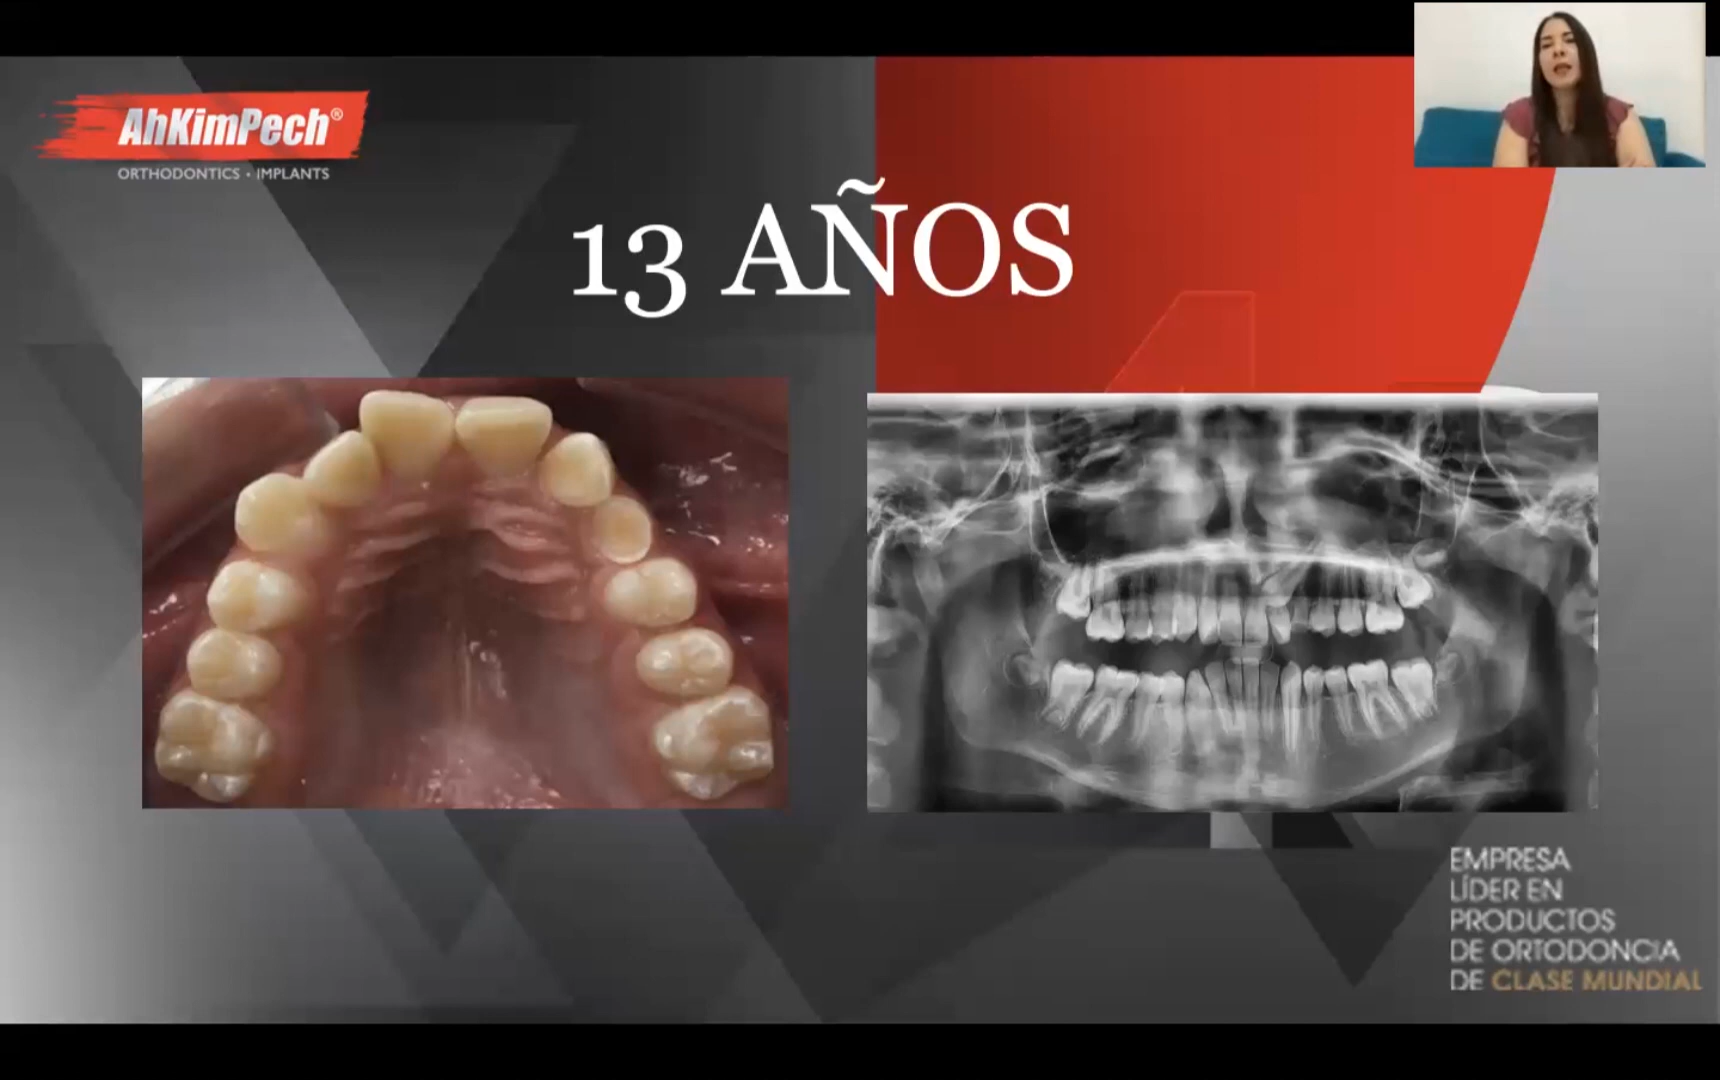 AhKimPech®
ORTHODONTICS • IMPLANTS
13 AÑOS
EMPRESA
LÍDER EN
PRODUCTOS
DE ORTODONCIA
DE CLASE MUNDIAL